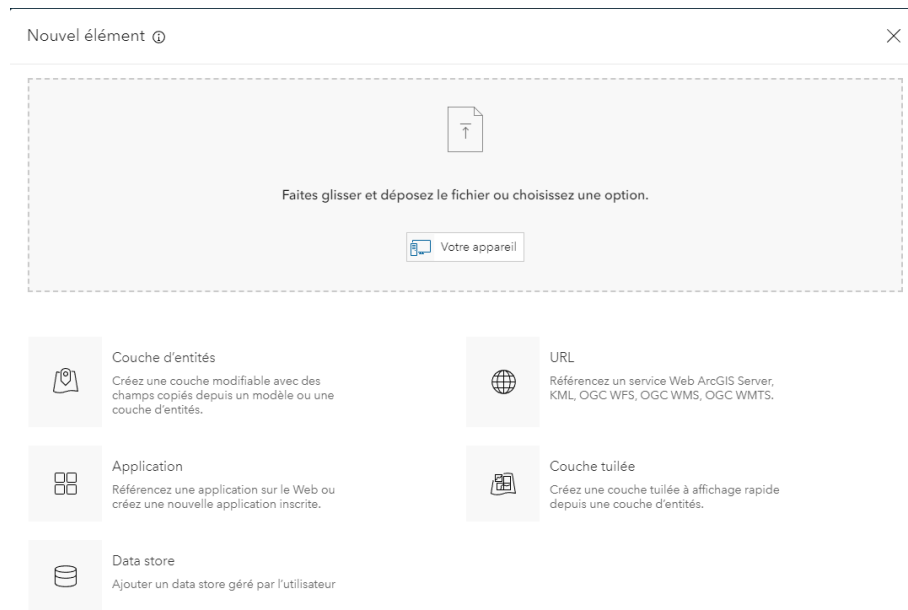 Nouvel élément
Faites glisser et déposez le fichier ou choisissez une option.
Votre appareil
Couche d'entités
Créez une couche modifiable avec des
champs copiés depuis un modèle ou une
couche d'entités.
URL
Référencez un service Web ArcGIS Server,
KML, OGC WFS, OGC WMS, OGC WMTS.
Application
Référencez une application sur le Web ou
créez une nouvelle application inscrite.
Couche tuilée
Créez une couche tuilée à affichage rapide
depuis une couche d'entités.
Data store
Ajouter un data store géré par l'utilisateur